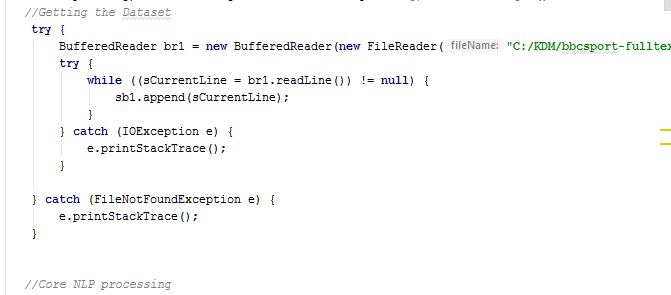 //Getting the Dataset
try {
BufferedReader br1 = new BufferedReader(new FileReader( fileName: "C:/KDM/bbcsport-fulltex
try {
while ((sCurrentLine = br1.readLine()) != null) {
sb1.append(sCurrentLine);
}
} catch (IOException e) {
e.printStackTrace();
}
} catch (FileNotFoundException e) {
e.printStackTrace();
}
//Core NLP processing